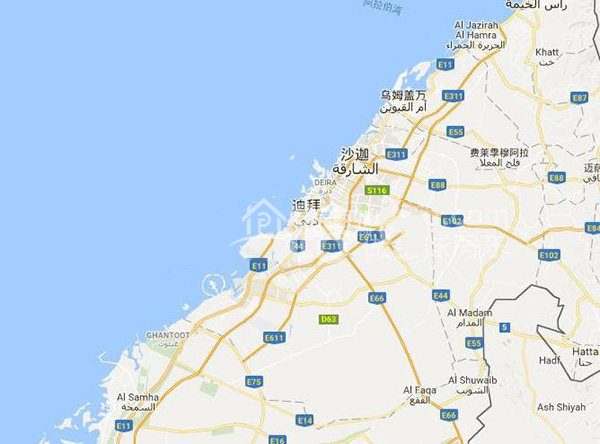 رأس الخيمة
阿拉伯湾
Al Jazirah
Al Hamra
الجزيرة الحمراء
Khatt
خت
E11
乌姆盖万
أم القيوين
E311
E87
E55
沙迦
الشارقة
E311
费莱季穆阿拉
فلج المعلا
DEIRA
ديرة
S116
E88
E88
迪拜
دبي
E102
E84
44
E311
E611
E102
E11
E66
E44
Al Madam
المدام
D63
S
GHANTOOT
غنتوت
E611
E55
Hatta
حتا
Hadf
E75
Al Samha
السمحة
Al Faqa
الفقع
Al Shuwaib
الشويب
Ash Shiyah
E11
E14
E66
E16